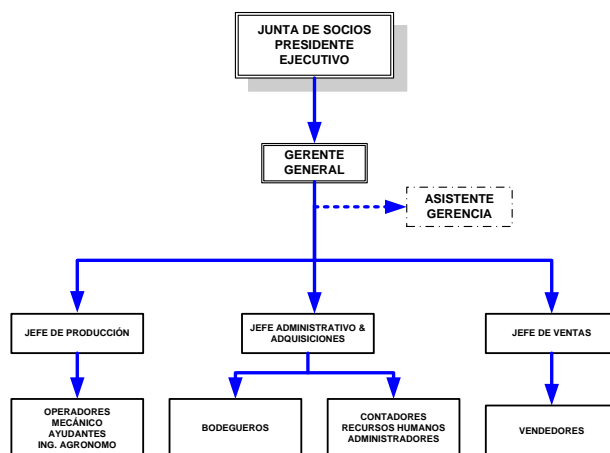 JUNTA DE SOCIOS
PRESIDENTE
EJECUTIVO
GERENTE
GENERAL
ASISTENTE
GERENCIA
JEFE DE PRODUCCIÓN
JEFE ADMINISTRATIVO &
ADQUISICIONES
JEFE DE VENTAS
OPERADORES
MECÁNICO
AYUDANTES
ING. AGRONOMO
BODEGUEROS
CONTADORES
RECURSOS HUMANOS
ADMINISTRADORES
VENDEDORES